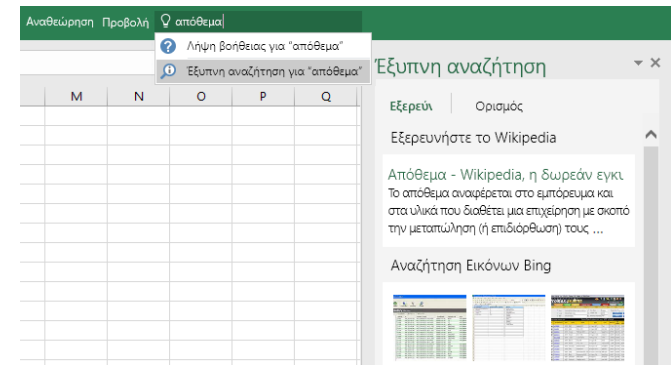 Αναθεώρηση Προβολή απόθεμα
Λήψη βοήθειας για "απόθεμα"
Έξυπνη αναζήτηση για "απόθεμα"
M N O P Q
Έξυπνη αναζήτηση
Εξερεύν Ορισμός
Εξερευνήστε το Wikipedia
Απόθεμα - Wikipedia, η δωρεάν εγκι
Το απόθεμα αναφέρεται στο εμπόρευμα και
στα υλικά που διαθέτει μια επιχείρηση με σκοπό
την μεταπώληση (ή επιδιόρθωση) τους ...
Αναζήτηση Εικόνων Bing